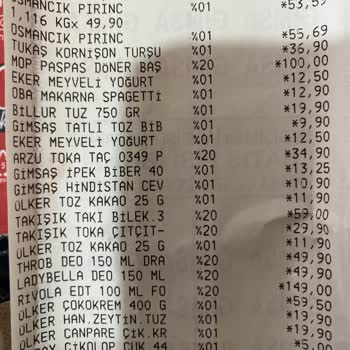 OSMANCIK PIRINC %01 *53,59
1,116 KGx 49,90
OSMANCIK PIRINC %01 *55,69
TUKAŞ KORNİŞON TURŞU %01 *36,90
MOP PASPAS DÖNER BAŞ %20 *100,00
EKER MEYVELİ YOĞURT %01 *12,50
OBA MAKARNA SPAGETTİ %01 *12,90
BİLLUR TUZ 750 GR %01 *19,90
GİMSAŞ TATLI TOZ BİB %01 *9,90
EKER MEYVELİ YOĞURT %01 *12,50
ARZU TOKA TAÇ 0349 P %20 *34,90
GİMSAŞ İPEK BİBER 40 %01 *13,25
GİMSAŞ HİNDİSTAN CEV %01 *10,90
ÜLKER TOZ KAKAO 25 G %01 *11,90
TAKIŞIK TAKI BİLEK.3 %20 *59,00
TAKIŞIK TOKA ÇITÇIT- %20 *29,90
ÜLKER TOZ KAKAO 25 G %01 *11,90
THROB DEO 150 ML DRA %20 *49,90
LADYBELLA DEO 150 ML %20 *49,90
RIVOLA EDT 100 ML FO %20 *149,00
ÜLKER ÇOKOKREM 400 G %01 *59,90
ÜLKER HAN.ZEYTİN.TUZ %01 *19,90
ÜLKER CANPARE ÇİK.KR %01 *19,90
ÇİKOLOP 44 %01